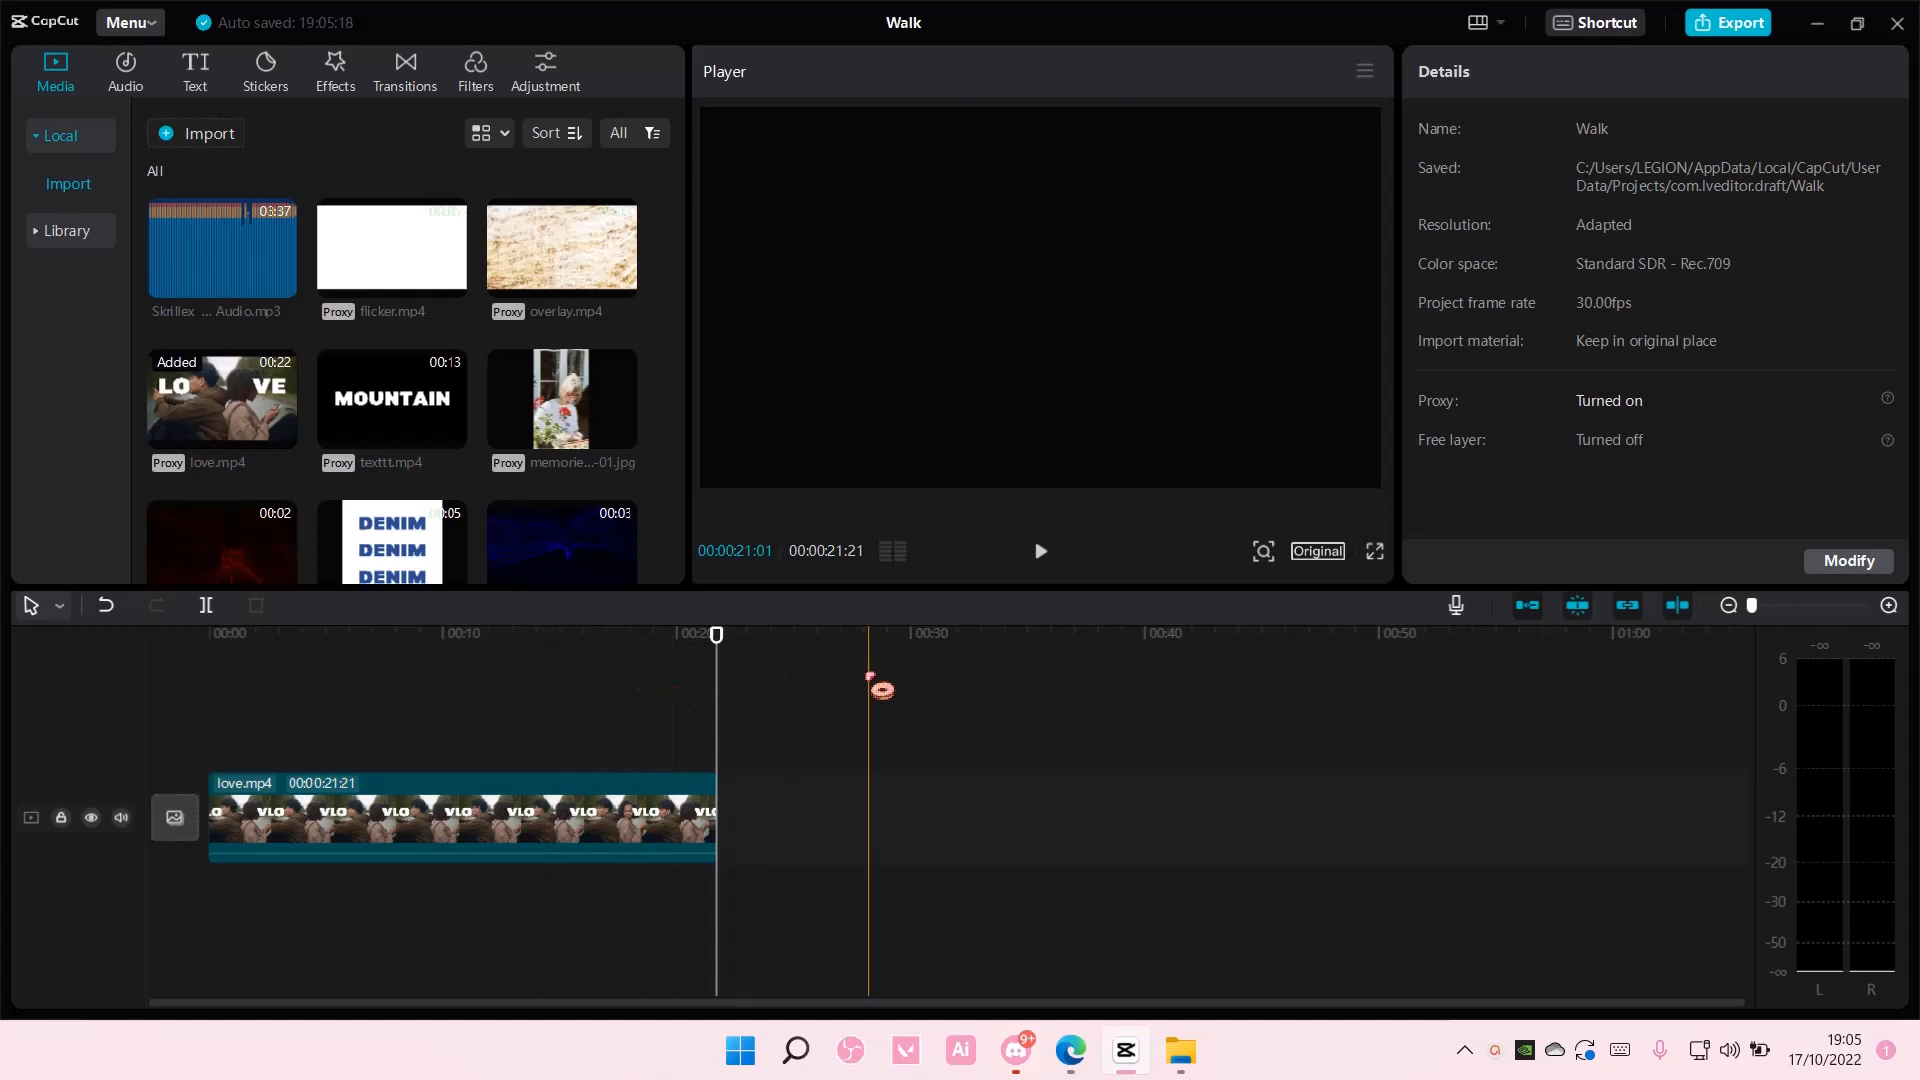 CapCut
Menu
Auto saved: 19:05:18
Walk
Shortcut
Export
Media
Audio
TI
Text
Stickers
Effects
Transitions
Filters
Adjustment
Local
Import
Library
Import
Sort
All
All
03:37
Skrillex ... Audio.mp3
Proxy flicker.mp4
Proxy overlay.mp4
Added
00:22
LO VE
00:13
MOUNTAIN
Proxy love.mp4
Proxy texttt.mp4
Proxy memorie...-01.jpg
00:02
:05
DENIM
DENIM
DENIM
00:03
Player
00:00:21:01 / 00:00:21:21
Original
Details
Name: Walk
Saved: C:/Users/LEGION/AppData/Local/CapCut/User
Data/Projects/com.lveditor.draft/Walk
Resolution: Adapted
Color space: Standard SDR - Rec.709
Project frame rate 30.00fps
Import material: Keep in original place
Proxy: Turned on
Free layer: Turned off
Modify
00:00
00:10
00:20
00:30
00:40
00:50
01:00
love.mp4 00:00:21:21
LO VLO VLO VLO VLO VLO VLO VLO VL
-∞ -∞
6
0
-6
-12
-20
-30
-50
-∞
L R
Ai
9+
19:05
17/10/2022
1